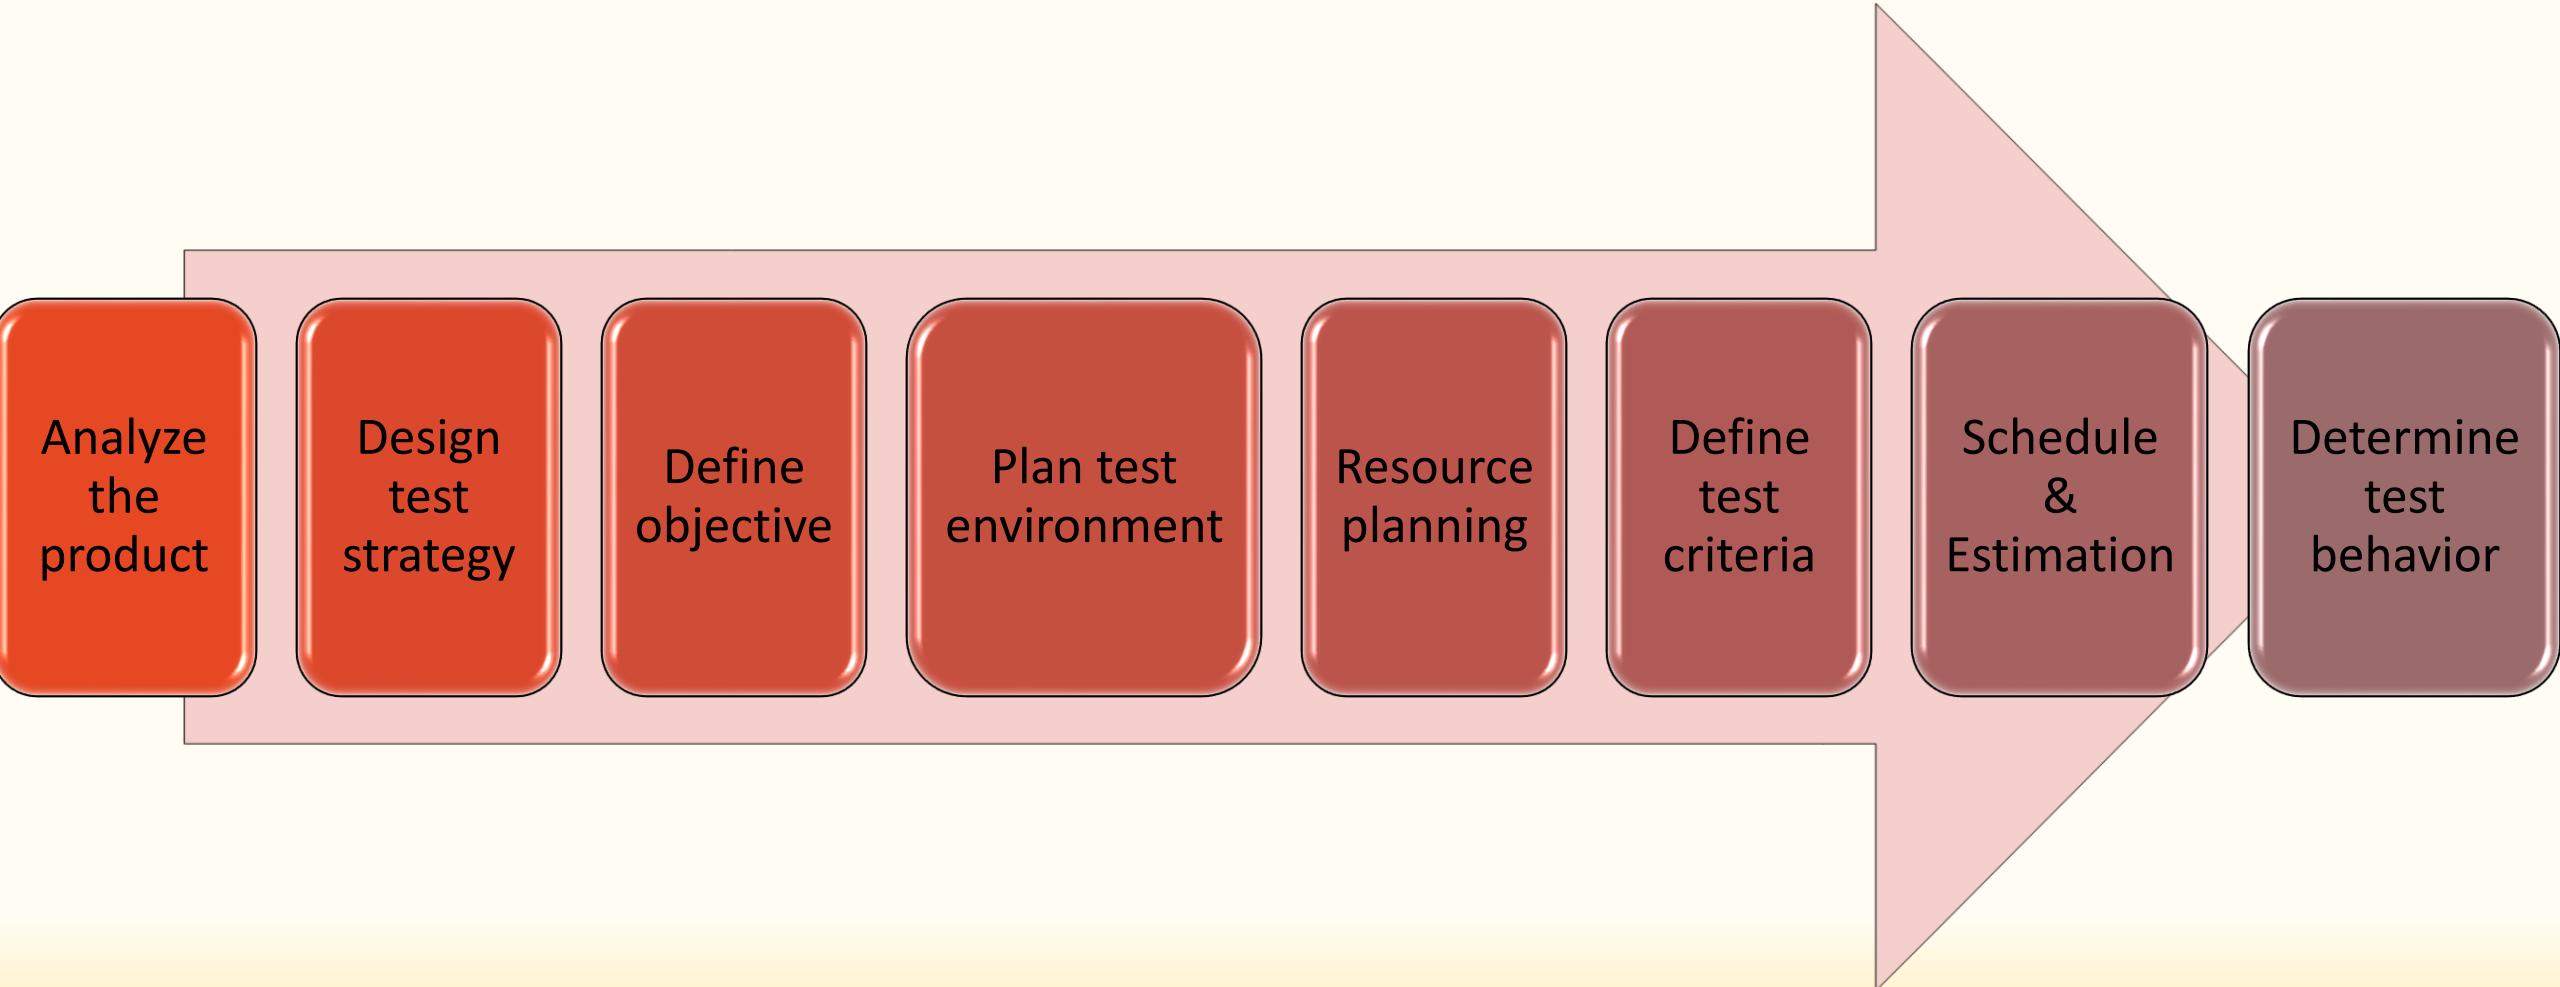 Analyze
the
product
Design
test
strategy
Define
objective
Plan test
environment
Resource
planning
Define
test
criteria
Schedule
&
Estimation
Determine
test
behavior